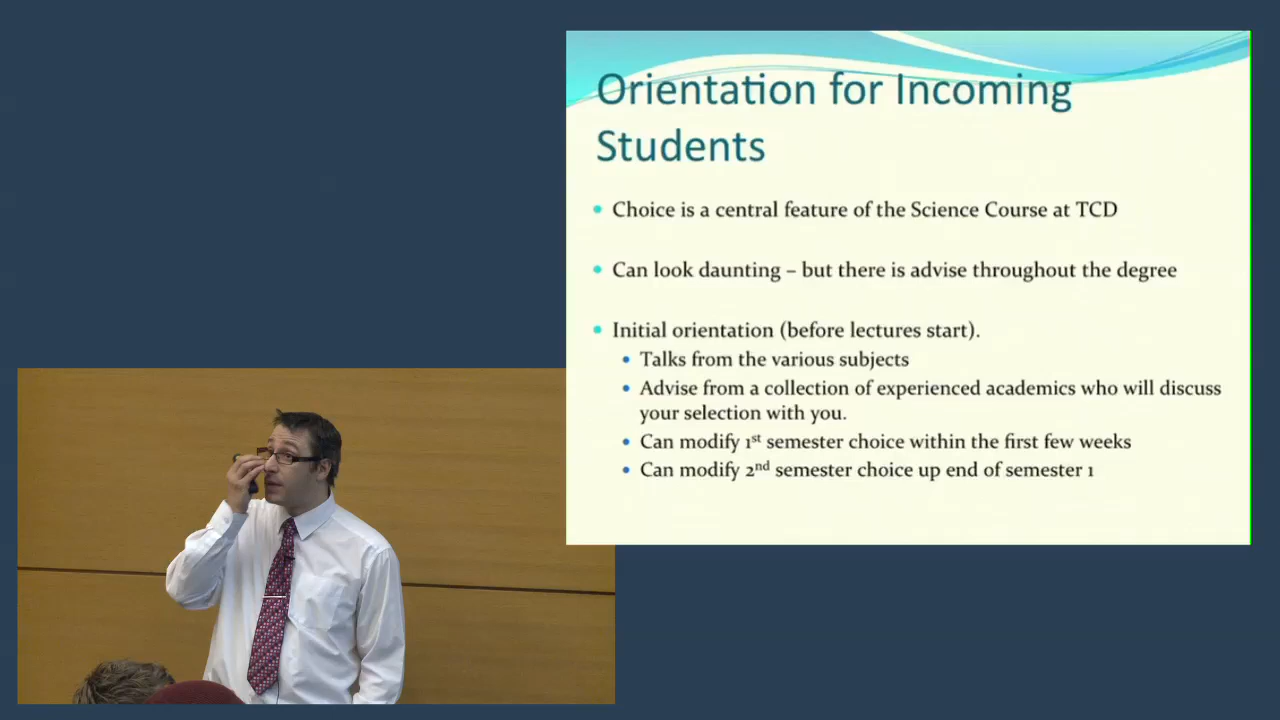 Orientation for Incoming
Students
• Choice is a central feature of the Science Course at TCD
• Can look daunting – but there is advise throughout the degree
• Initial orientation (before lectures start).
• Talks from the various subjects
• Advise from a collection of experienced academics who will discuss
your selection with you.
• Can modify 1st semester choice within the first few weeks
• Can modify 2nd semester choice up end of semester 1